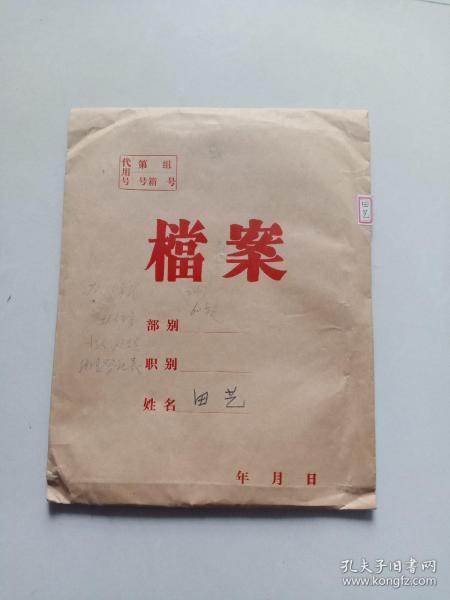 代用号 第 组
号箱 号
田艺
檔案
部别
职别
姓名 田艺
年 月 日
孔夫子旧书网
www.kongfz.com